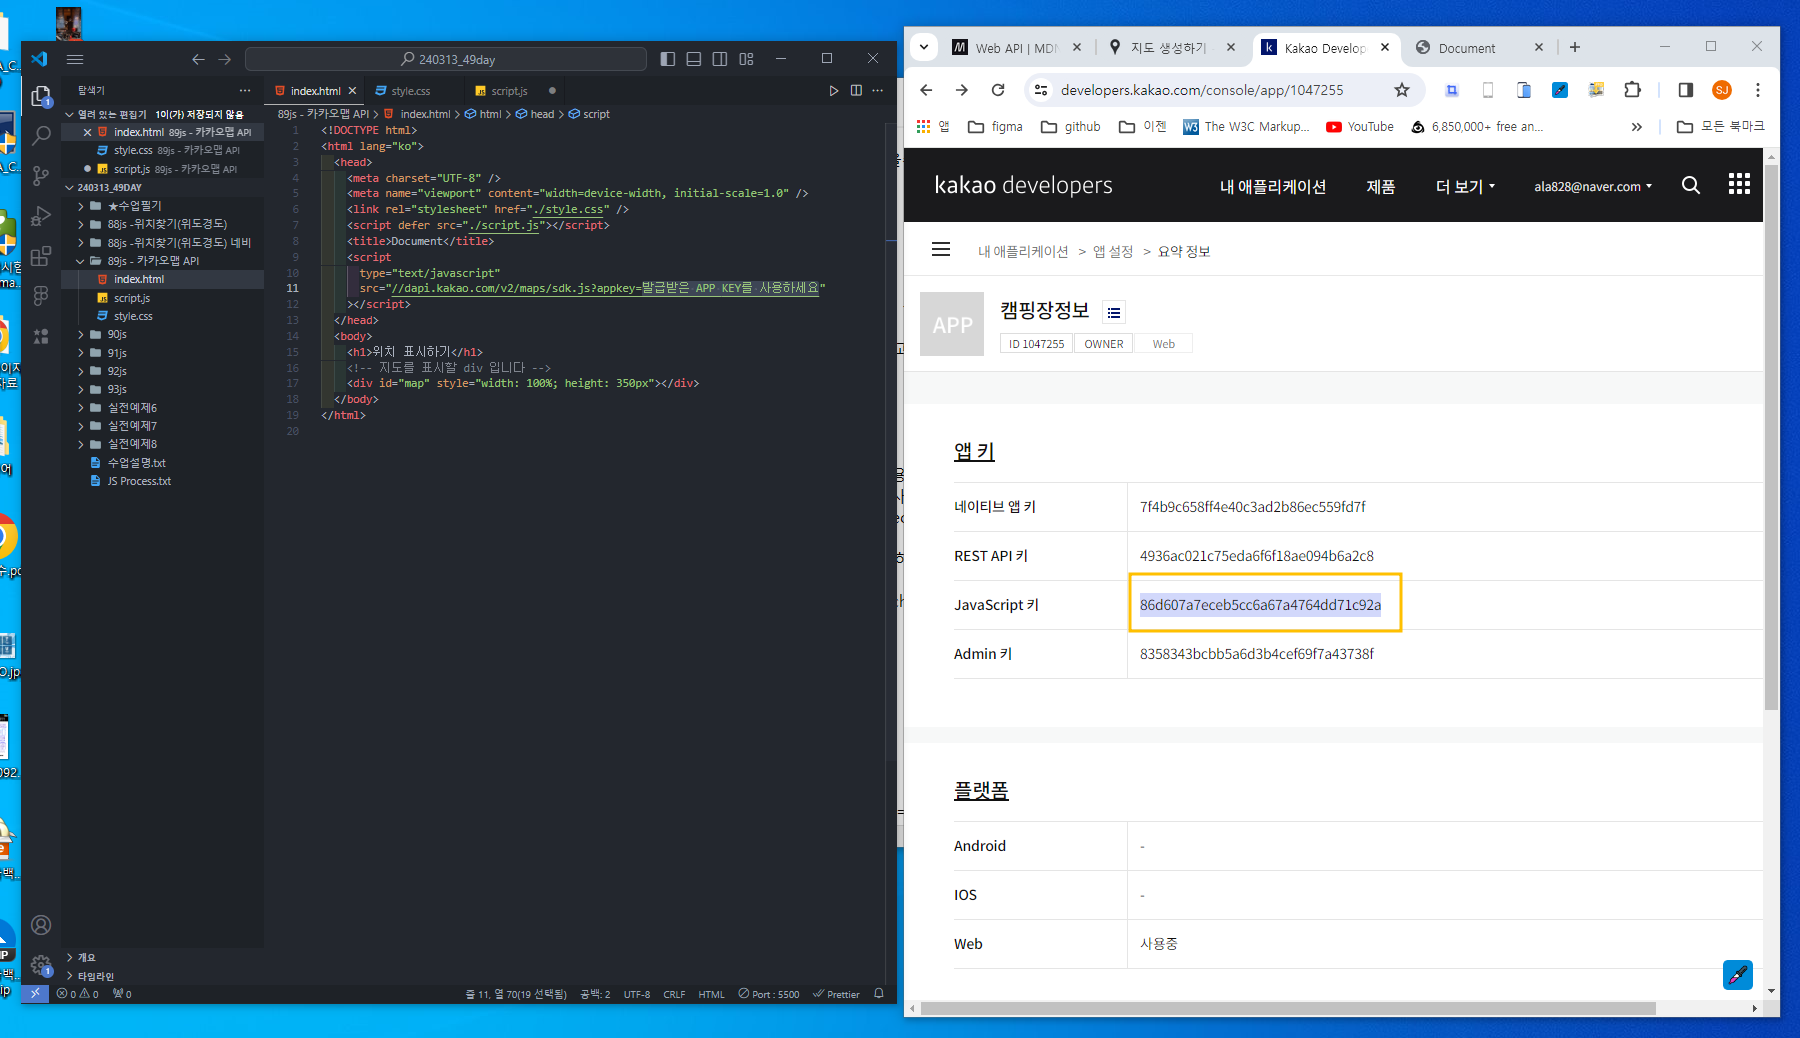 240313_49day
탐색기
열려 있는 편집기 1이(가) 저장되지 않음
index.html 89js - 카카오맵 API
style.css 89js - 카카오맵 API
script.js 89js - 카카오맵 API
240313_49DAY
★수업필기
88js -위치찾기(위도경도)
88js -위치찾기(위도경도) 네비
89js - 카카오맵 API
index.html
script.js
style.css
90js
91js
92js
93js
실전예제6
실전예제7
실전예제8
수업설명.txt
JS Process.txt
개요
타임라인
index.html
style.css
script.js
89js - 카카오맵 API > index.html > html > head > script
1 <!DOCTYPE html>
2 <html lang="ko">
3 <head>
4 <meta charset="UTF-8" />
5 <meta name="viewport" content="width=device-width, initial-scale=1.0" />
6 <link rel="stylesheet" href="./style.css" />
7 <script defer src="./script.js"></script>
8 <title>Document</title>
9 <script
10 type="text/javascript"
11 src="//dapi.kakao.com/v2/maps/sdk.js?appkey=발급받은 APP KEY를 사용하세요"
12 ></script>
13 </head>
14 <body>
15 <h1>위치 표시하기</h1>
16 <!-- 지도를 표시할 div 입니다 -->
17 <div id="map" style="width: 100%; height: 350px"></div>
18 </body>
19 </html>
20
0 0 0 줄 11, 열 70(19 선택됨) 공백: 2 UTF-8 CRLF HTML Port : 5500 Prettier
Web API | MDN
지도 생성하기
Kakao Develop
Document
developers.kakao.com/console/app/1047255
SJ
앱 figma github 이젠 The W3C Markup... YouTube 6,850,000+ free an... 모든 북마크
kakao developers 내 애플리케이션 제품 더 보기 ala828@naver.com
내 애플리케이션 > 앱 설정 > 요약 정보
APP
캠핑장정보
ID 1047255 OWNER Web
앱 키
네이티브 앱 키 7f4b9c658ff4e40c3ad2b86ec559fd7f
REST API 키 4936ac021c75eda6f6f18ae094b6a2c8
JavaScript 키 86d607a7eceb5cc6a67a4764dd71c92a
Admin 키 8358343bcbb5a6d3b4cef69f7a43738f
플랫폼
Android -
IOS -
Web 사용중